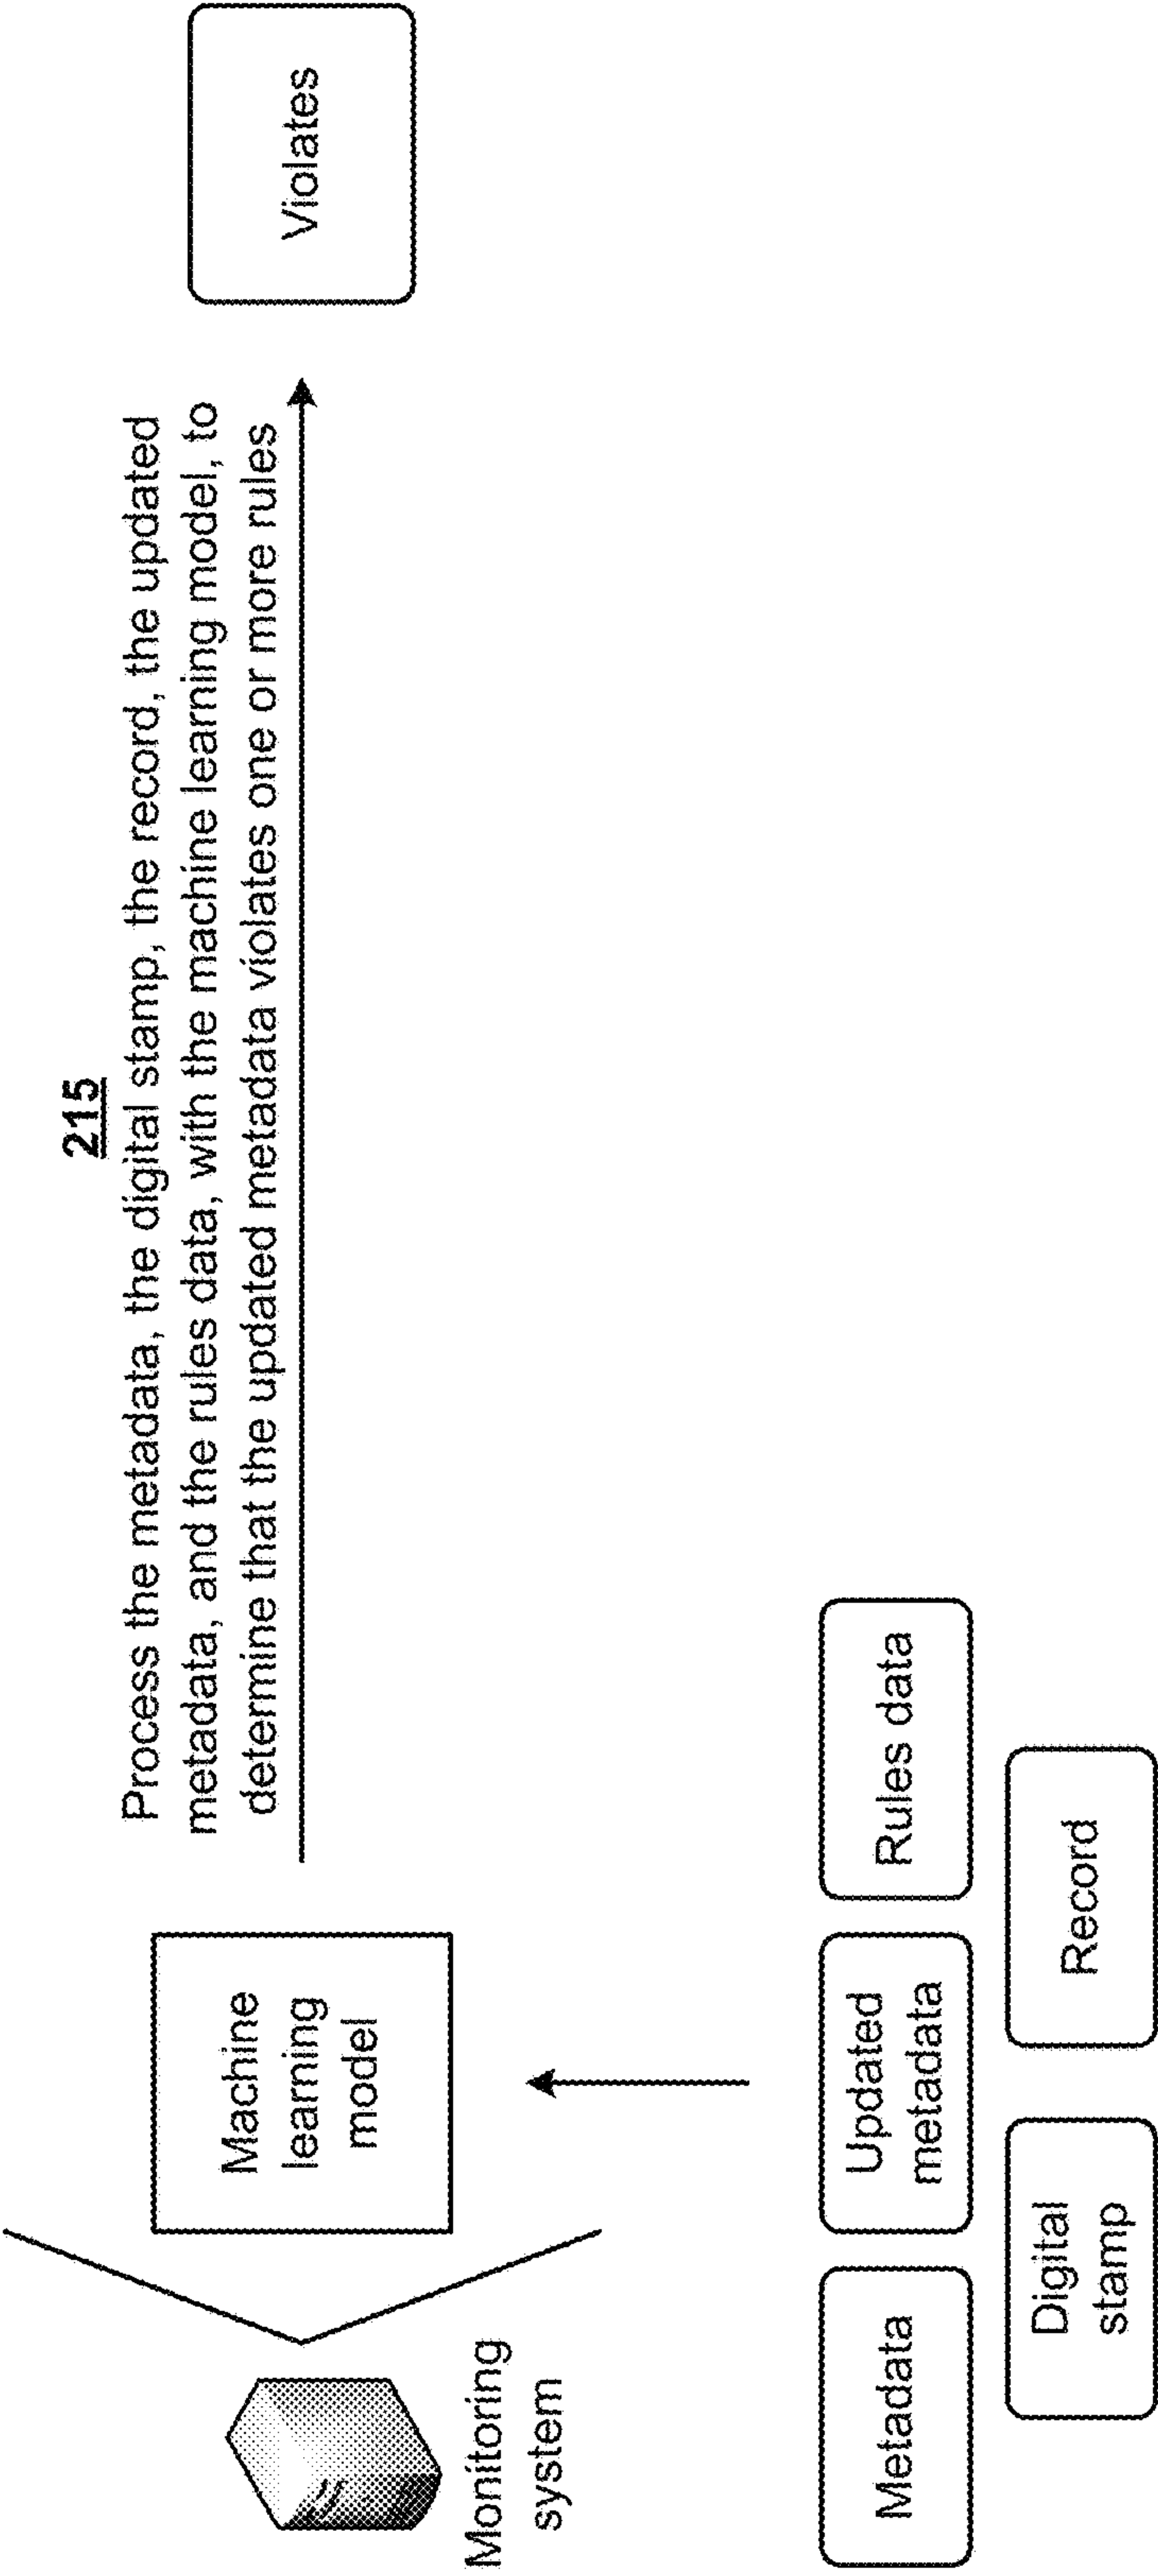 215
Process the metadata, the digital stamp, the record, the updated
metadata, and the rules data, with the machine learning model, to
determine that the updated metadata violates one or more rules
Machine
learning
model
Violates
Monitoring
system
Metadata
Updated
metadata
Rules data
Digital
stamp
Record